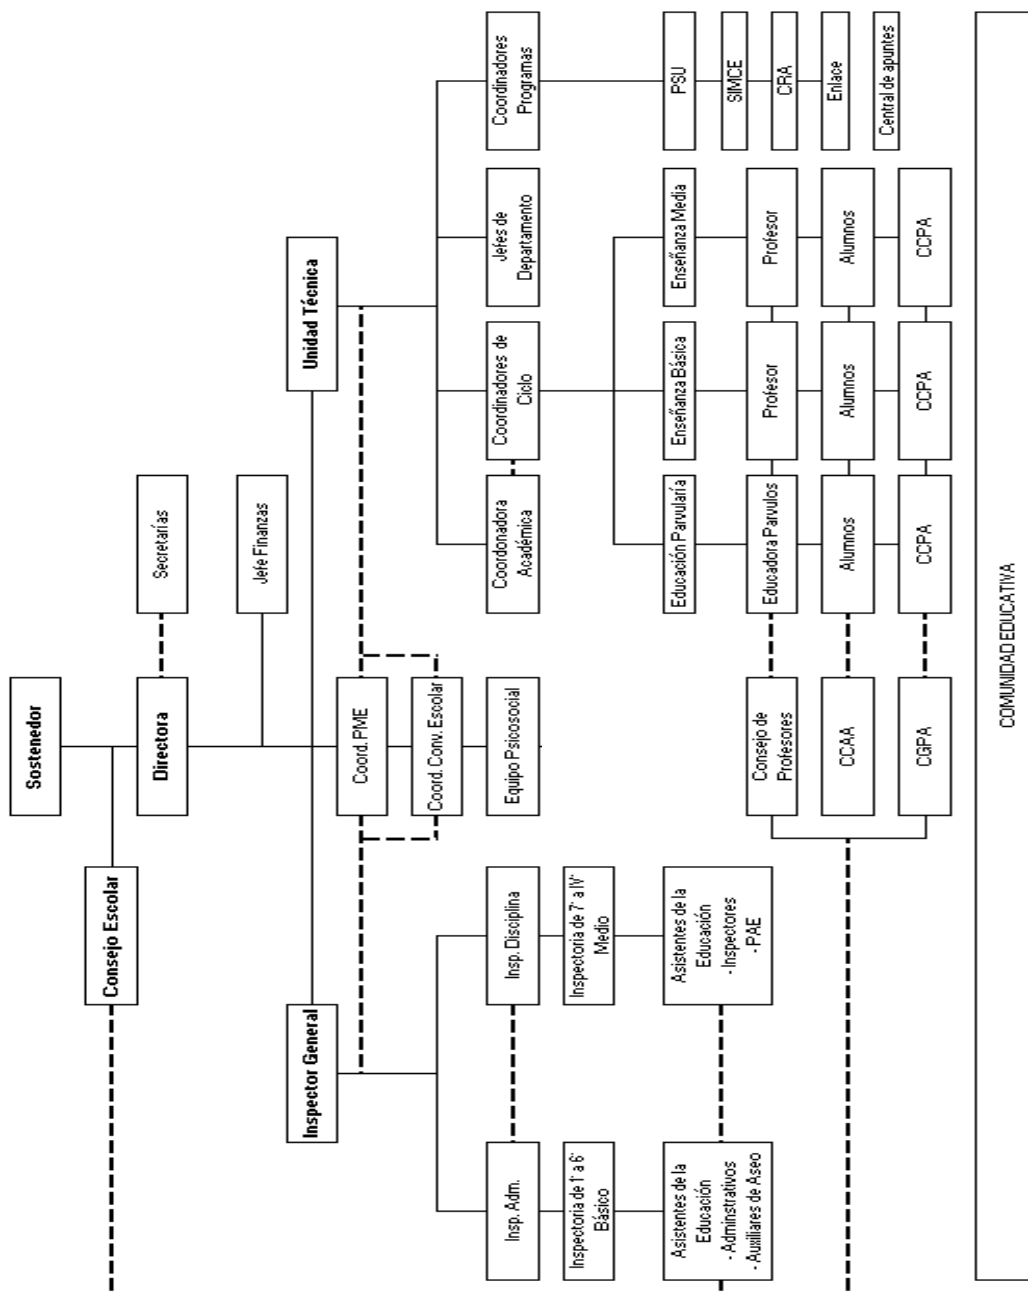 Sostenedor
Consejo Escolar
Directora
Secretarías
Jefe Finanzas
Inspector General
Unidad Técnica
Coord. PME
Coord. Conv. Escolar
Equipo Psicosocial
Insp. Adm.
Insp. Disciplina
Coordonadora
Académica
Coordinadores de
Ciclo
Jefes de
Departamento
Coordinadores
Programas
Inspectoria de 1° a 6°
Básico
Inspectoria de 7° a IV°
Medio
Asistentes de la
Educación
- Adminstrativos
- Auxiliares de Aseo
Asistentes de la
Educación
- Inspectores
- PAE
Educación Parvularía
Enseñanza Básica
Enseñanza Media
PSU
SIMCE
CRA
Enlace
Central de apuntes
Consejo de
Profesores
Educadora Parvulos
Profesor
Profesor
CCAA
Alumnos
Alumnos
Alumnos
CGPA
CCPA
CCPA
CCPA
COMUNIDAD EDUCATIVA